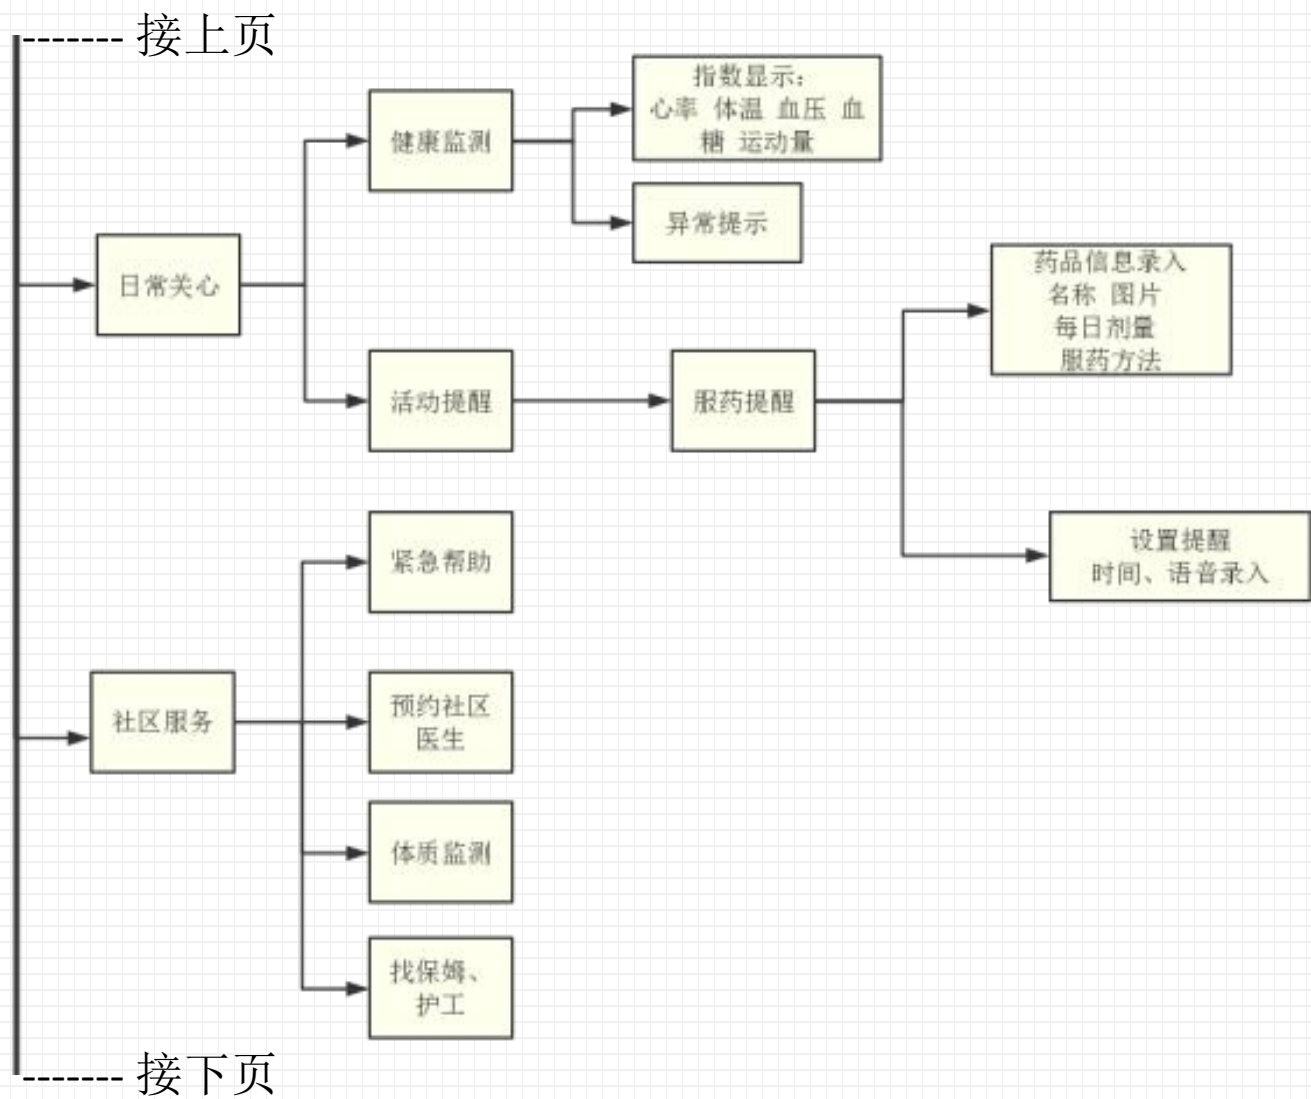 ------- 接上页
指数显示：
心率 体温 血压 血
糖 运动量
健康监测
异常提示
日常关心
药品信息录入
名称 图片
每日剂量
服药方法
活动提醒
服药提醒
设置提醒
时间、语音录入
紧急帮助
社区服务
预约社区
医生
体质监测
找保姆、
护工
------- 接下页